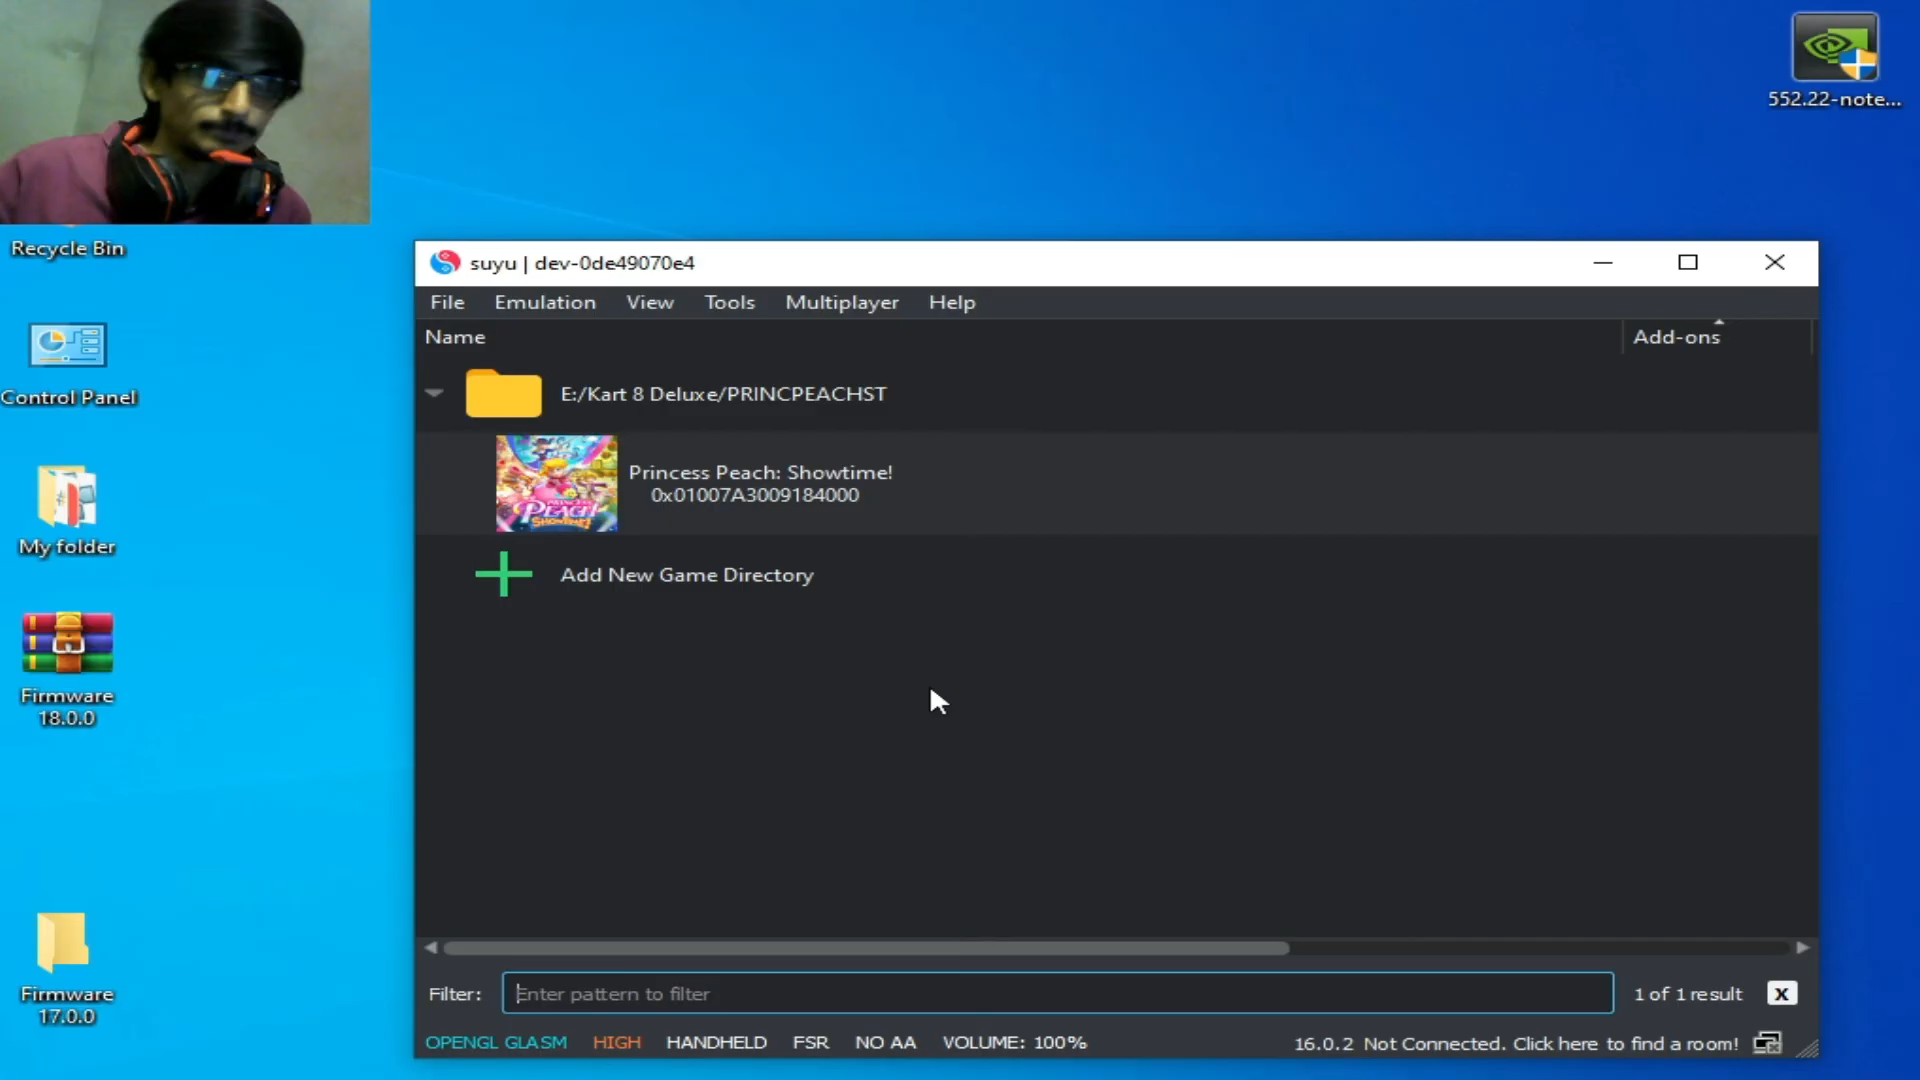 552.22-note...
Recycle Bin
Control Panel
My folder
Firmware
18.0.0
Firmware
17.0.0
suyu | dev-0de49070e4
File Emulation View Tools Multiplayer Help
Name Add-ons
E:/Kart 8 Deluxe/PRINCPEACHST
PRINCESS
PEACH
SHOWTIME!
Princess Peach: Showtime!
0x01007A3009184000
Add New Game Directory
Filter: Enter pattern to filter 1 of 1 result X
OPENGL GLASM HIGH HANDHELD FSR NO AA VOLUME: 100% 16.0.2 Not Connected. Click here to find a room!